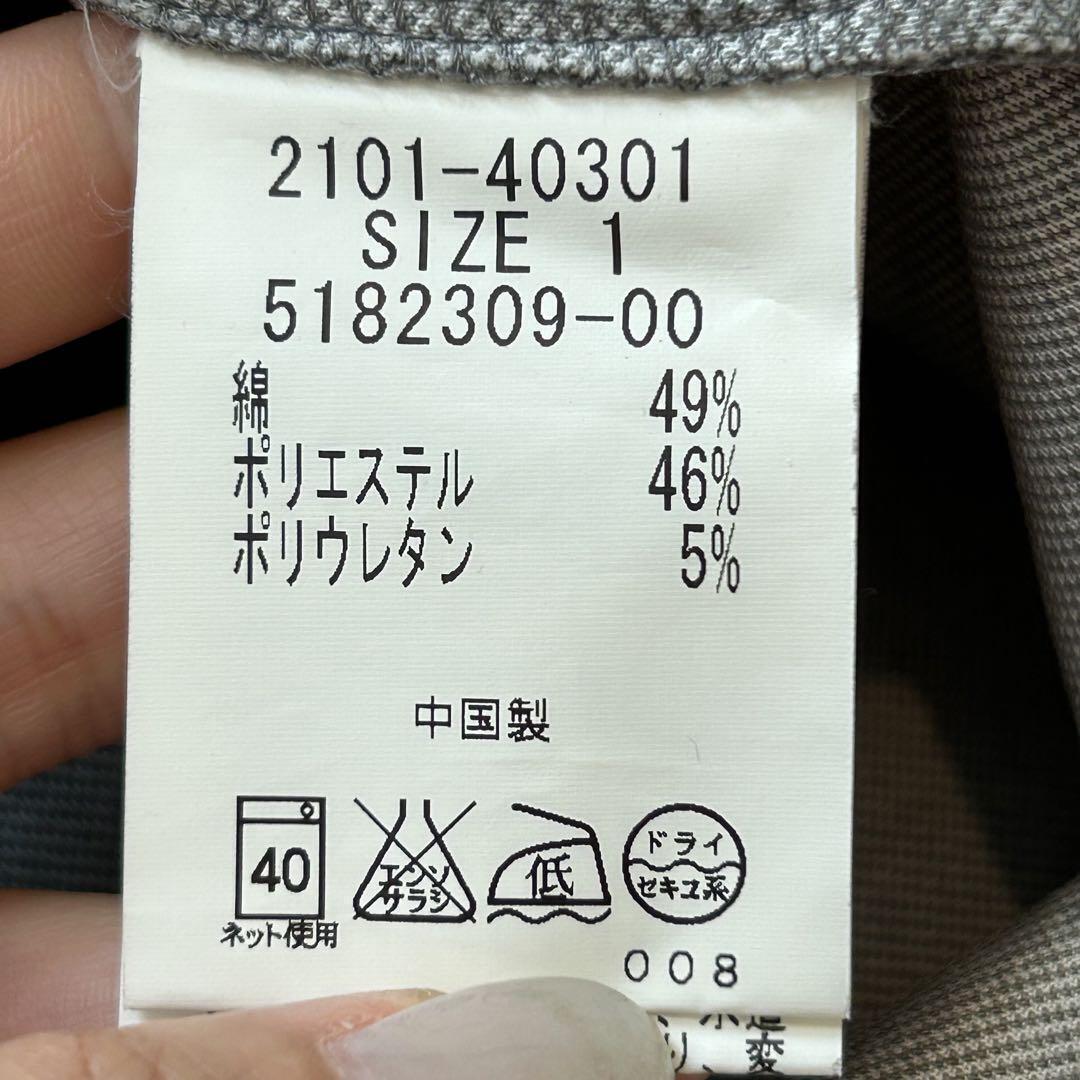 2101-40301
SIZE 1
5182309-00
綿 49%
ポリエステル 46%
ポリウレタン 5%
中国製
40
ネット使用
エンソ
サラシ
低
ドライ
セキユ系
008
変